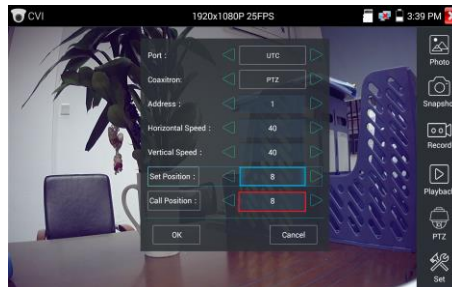 CVI 1920x1080P 25FPS 3:39 PM
Port : UTC
Coaxitron: PTZ
Address : 1
Horizontal Speed : 40
Vertical Speed : 40
Set Position : 8
Call Position : 8
OK Cancel
Photo
Snapshot
Record
Playback
PTZ
Set